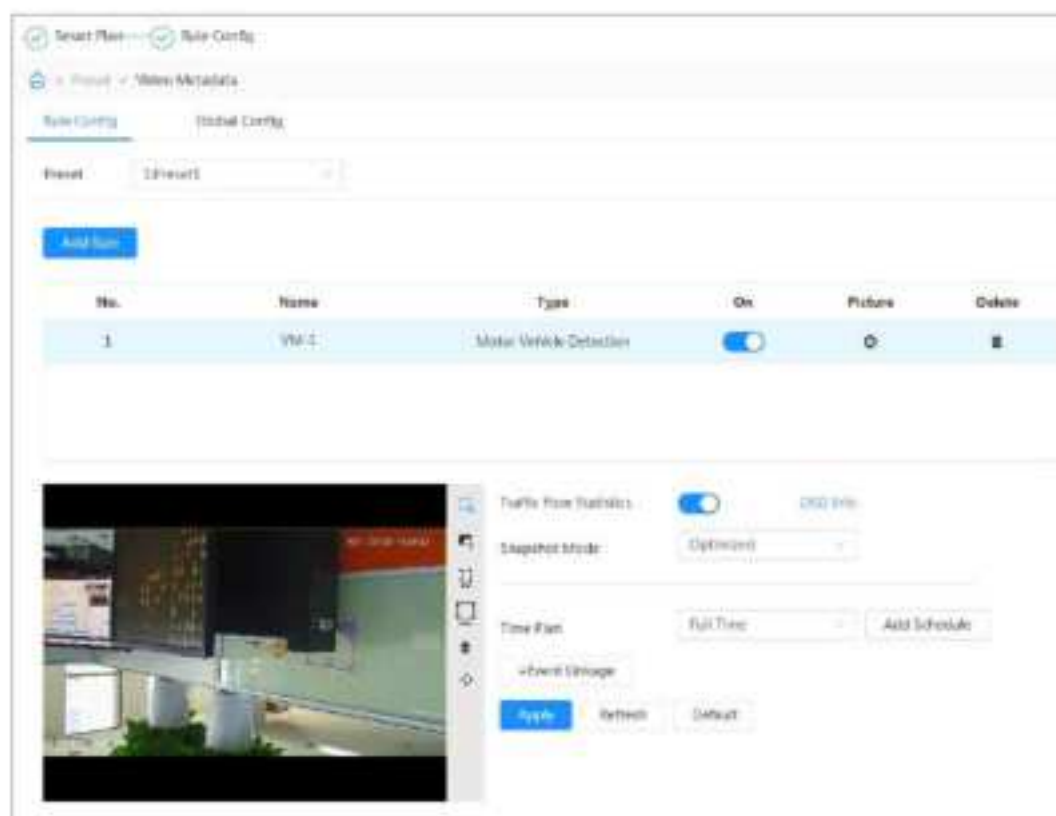 Smart Plan Rule Config
Preset Video Metadata
Rule Config Global Config
Preset 1:Preset1
Add Rule
No. Name Type On Picture Delete
1 VM-1 Motor Vehicle Detection
Traffic Flow Statistics OSD Info
Snapshot Mode Optimized
Time Plan Full Time Add Schedule
+Event Linkage
Apply Refresh Default